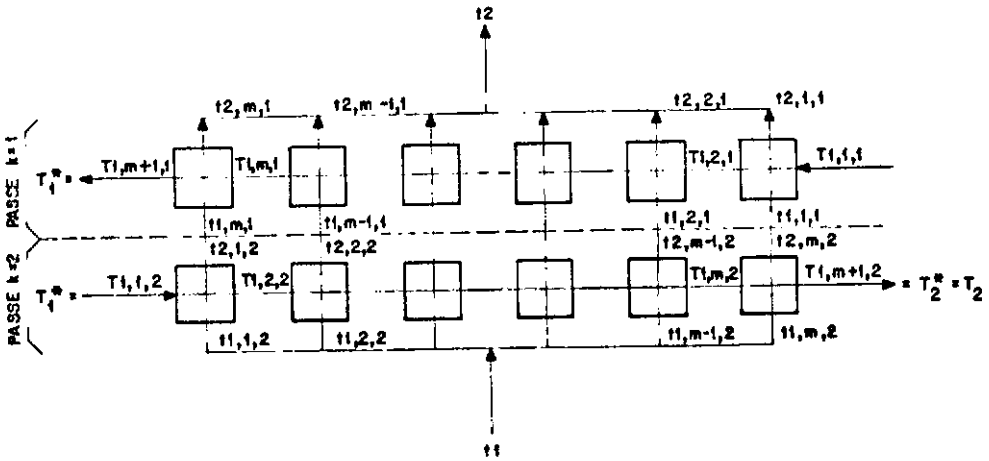 t2
t2,m,1 t2,m-1,1 t2,2,1 t2,1,1
PASSE k=1
T1* = T1,m+1,1 T1,m,1 T1,2,1 T1,1,1
t1,m,1 t1,m-1,1 t1,2,1 t1,1,1
t2,1,2 t2,2,2 t2,m-1,2 t2,m,2
PASSE k=2
T1* = T1,1,2 T1,2,2 T1,m,2 T1,m+1,2 = T2* = T2
t1,1,2 t1,2,2 t1,m-1,2 t1,m,2
t1